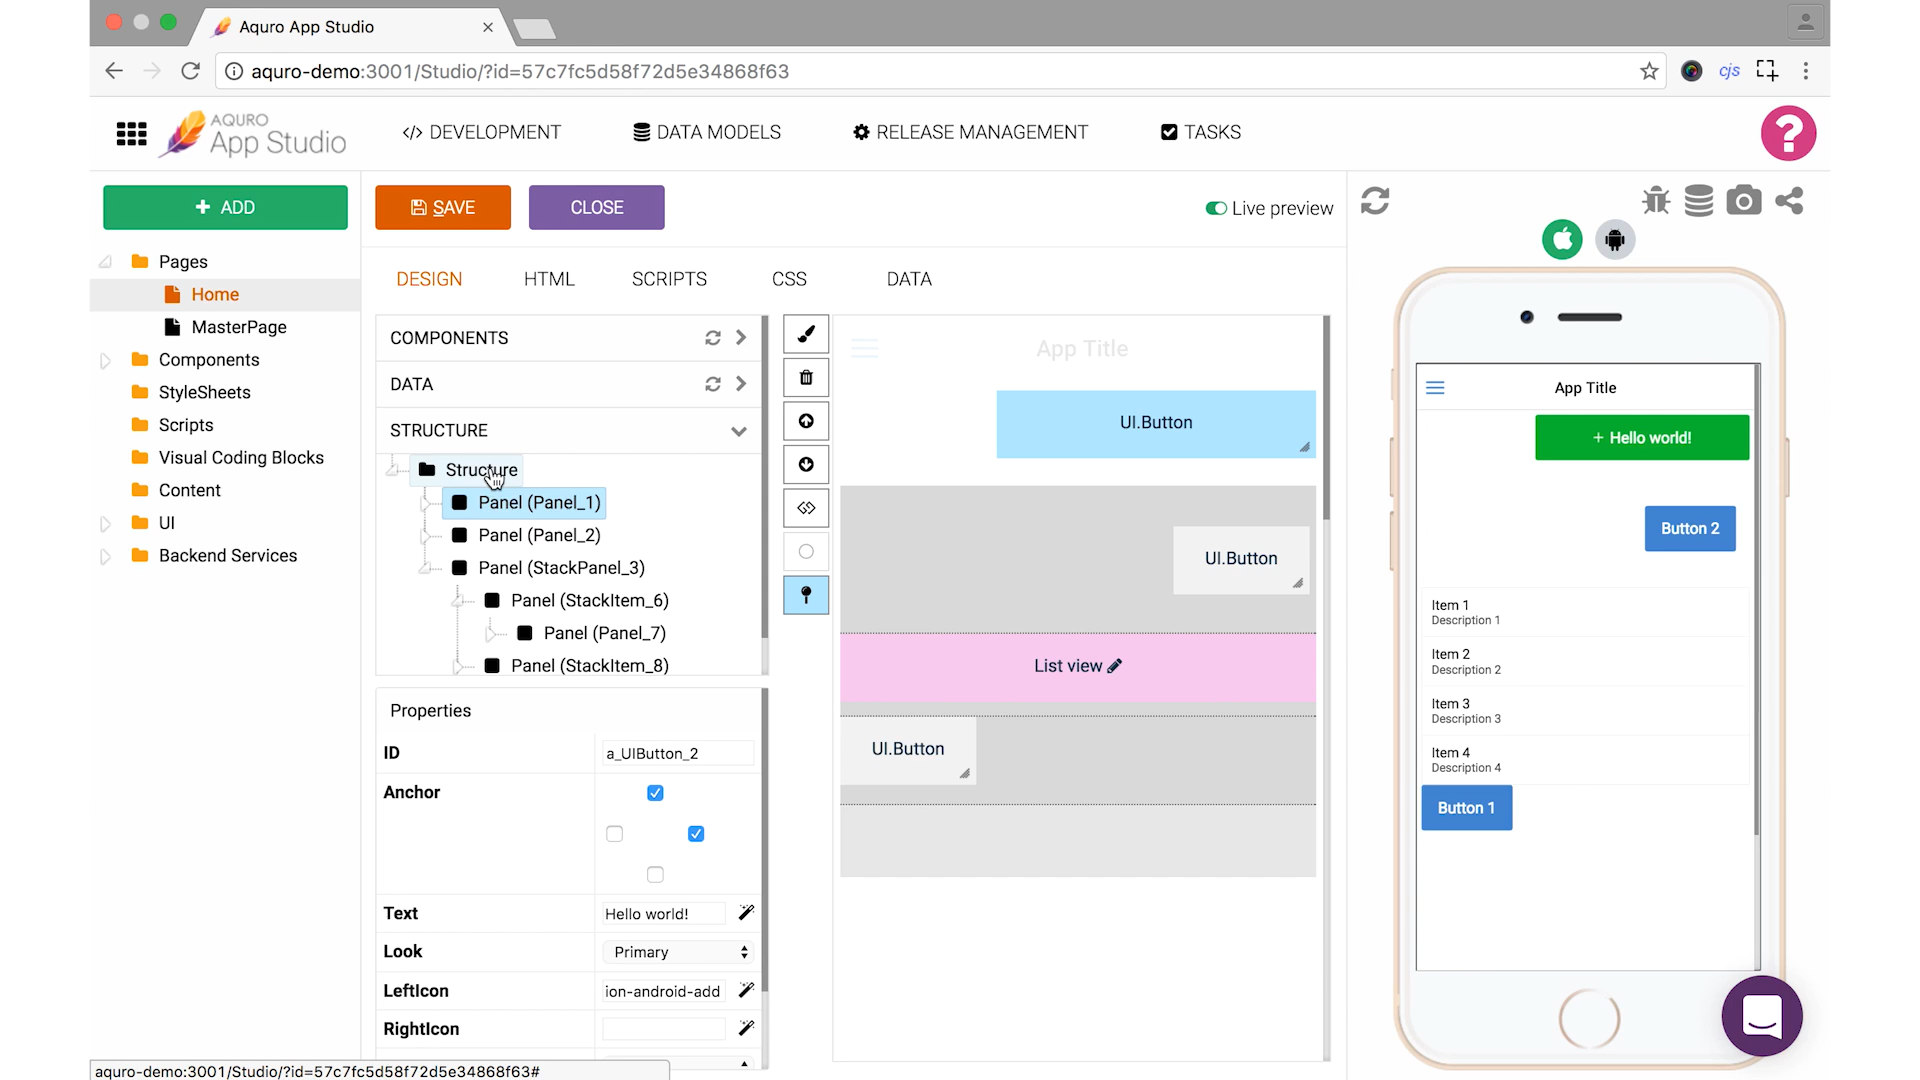 Aquro App Studio
aquro-demo:3001/Studio/?id=57c7fc5d58f72d5e34868f63
cjs
AQURO
App Studio
</> DEVELOPMENT
DATA MODELS
RELEASE MANAGEMENT
TASKS
?
+ ADD
SAVE
CLOSE
Live preview
Pages
Home
MasterPage
Components
StyleSheets
Scripts
Visual Coding Blocks
Content
UI
Backend Services
DESIGN
HTML
SCRIPTS
CSS
DATA
COMPONENTS
DATA
STRUCTURE
Structure
Panel (Panel_1)
Panel (Panel_2)
Panel (StackPanel_3)
Panel (StackItem_6)
Panel (Panel_7)
Panel (StackItem_8)
Properties
ID
a_UIButton_2
Anchor
Text
Hello world!
Look
Primary
LeftIcon
ion-android-add
RightIcon
App Title
UI.Button
UI.Button
List view
UI.Button
App Title
+ Hello world!
Button 2
Item 1
Description 1
Item 2
Description 2
Item 3
Description 3
Item 4
Description 4
Button 1
aquro-demo:3001/Studio/?id=57c7fc5d58f72d5e34868f63#